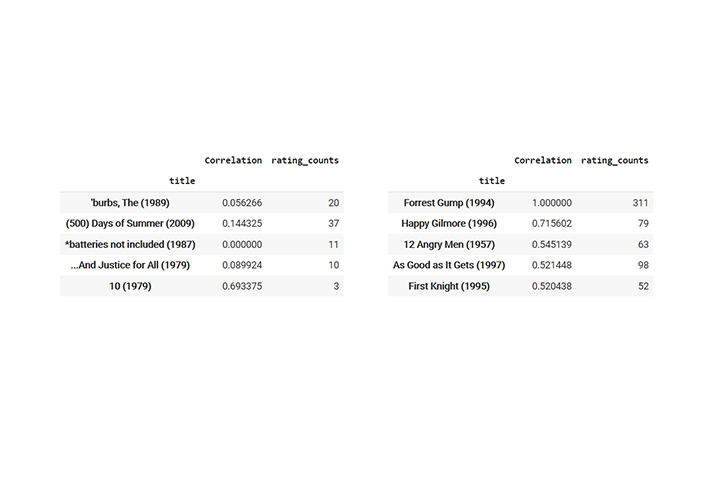 Correlation rating_counts
title
'burbs, The (1989) 0.056266 20
(500) Days of Summer (2009) 0.144325 37
*batteries not included (1987) 0.000000 11
...And Justice for All (1979) 0.089924 10
10 (1979) 0.693375 3
Correlation rating_counts
title
Forrest Gump (1994) 1.000000 311
Happy Gilmore (1996) 0.715602 79
12 Angry Men (1957) 0.545139 63
As Good as It Gets (1997) 0.521448 98
First Knight (1995) 0.520438 52